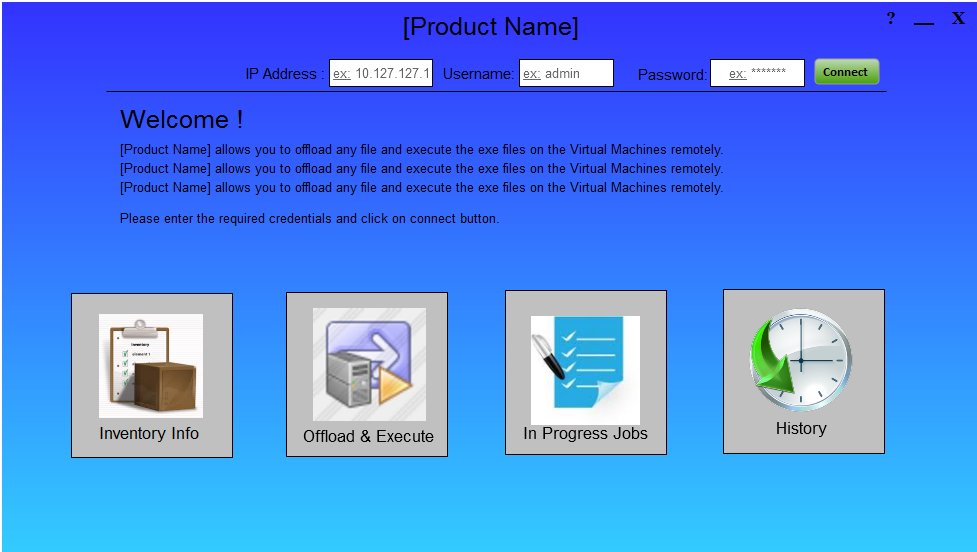 [Product Name]
? __ X
IP Address : ex: 10.127.127.1 Username: ex: admin Password: ex: ******* Connect
Welcome !
[Product Name] allows you to offload any file and execute the exe files on the Virtual Machines remotely.
[Product Name] allows you to offload any file and execute the exe files on the Virtual Machines remotely.
[Product Name] allows you to offload any file and execute the exe files on the Virtual Machines remotely.
Please enter the required credentials and click on connect button.
Inventory
element 1
Inventory Info
Offload & Execute
In Progress Jobs
History